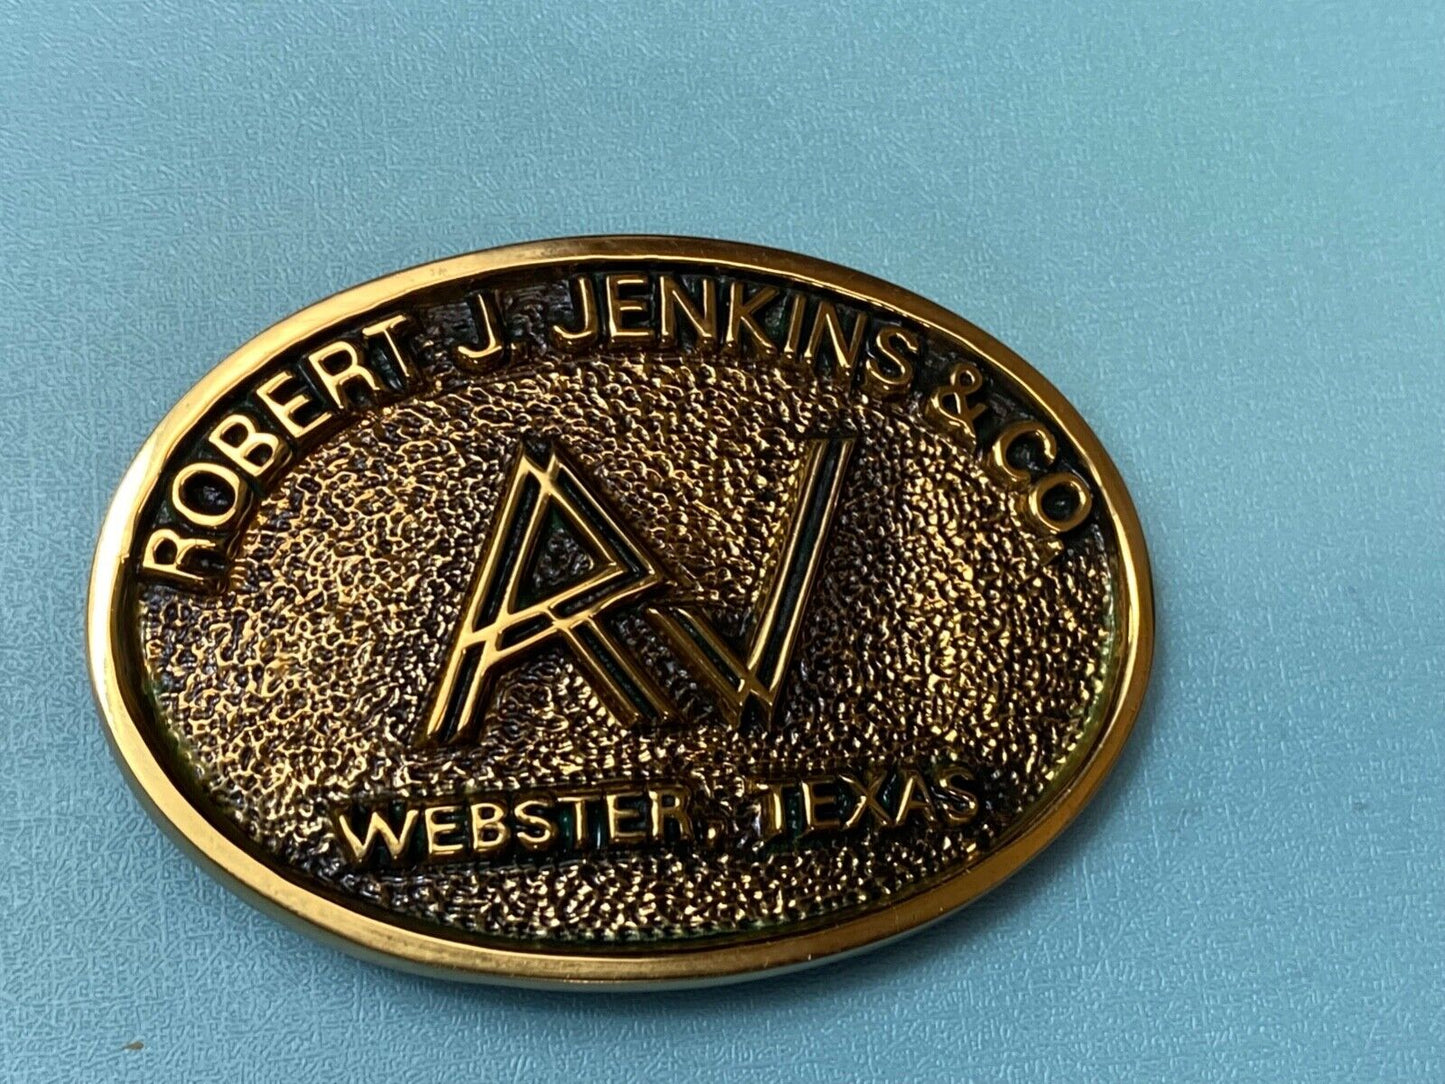 ROBERT J. JENKINS & CO.
RJ
WEBSTER, TEXAS